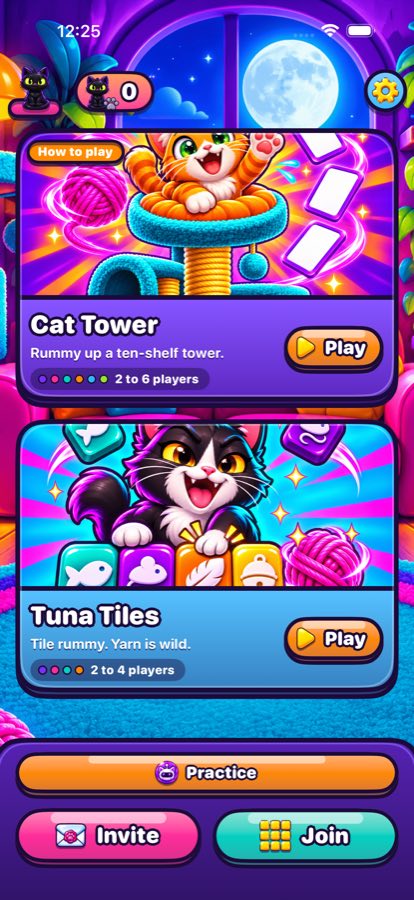 12:25
0
How to play
Cat Tower
Rummy up a ten-shelf tower.
Play
2 to 6 players
Tuna Tiles
Tile rummy. Yarn is wild.
Play
2 to 4 players
Practice
Invite
Join